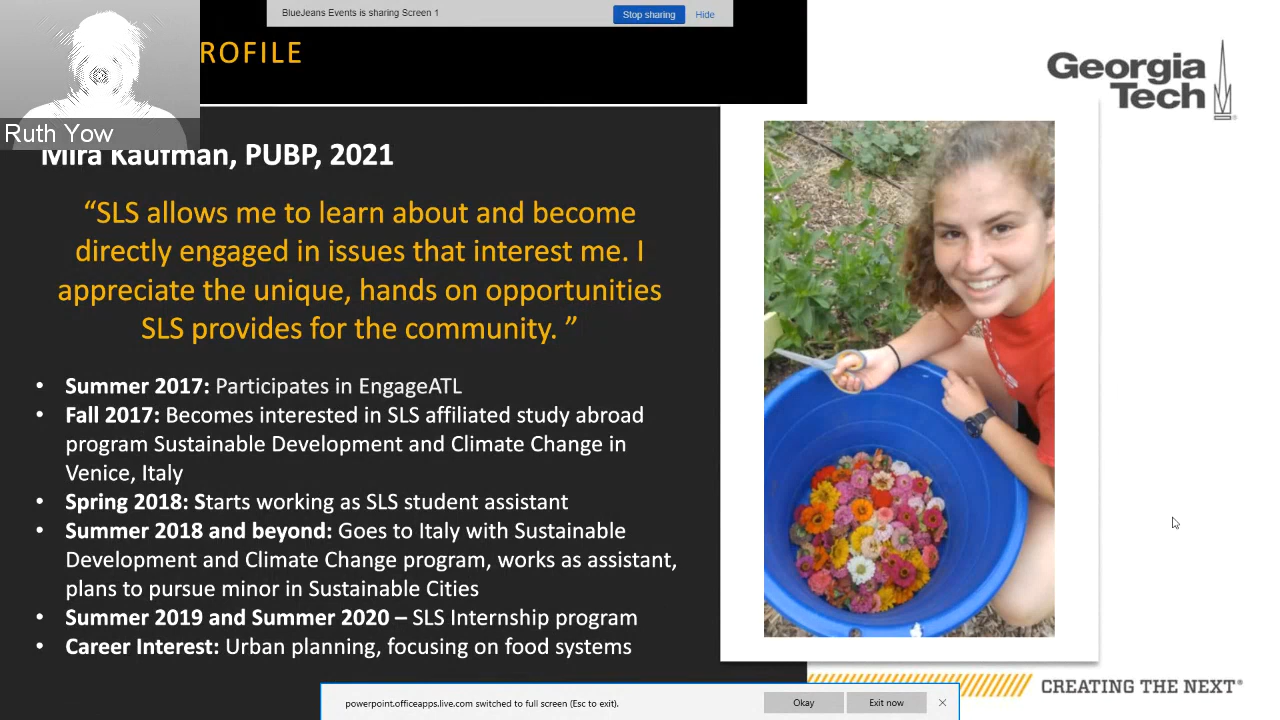 BlueJeans Events is sharing Screen 1
Stop sharing
Hide
ROFILE
Georgia
Tech
Ruth Yow
Mira Kaufman, PUBP, 2021
“SLS allows me to learn about and become
directly engaged in issues that interest me. I
appreciate the unique, hands on opportunities
SLS provides for the community. ”
• Summer 2017: Participates in EngageATL
• Fall 2017: Becomes interested in SLS affiliated study abroad
program Sustainable Development and Climate Change in
Venice, Italy
• Spring 2018: Starts working as SLS student assistant
• Summer 2018 and beyond: Goes to Italy with Sustainable
Development and Climate Change program, works as assistant,
plans to pursue minor in Sustainable Cities
• Summer 2019 and Summer 2020 – SLS Internship program
• Career Interest: Urban planning, focusing on food systems
CREATING THE NEXT®
powerpoint.officeapps.live.com switched to full screen (Esc to exit).
Okay
Exit now